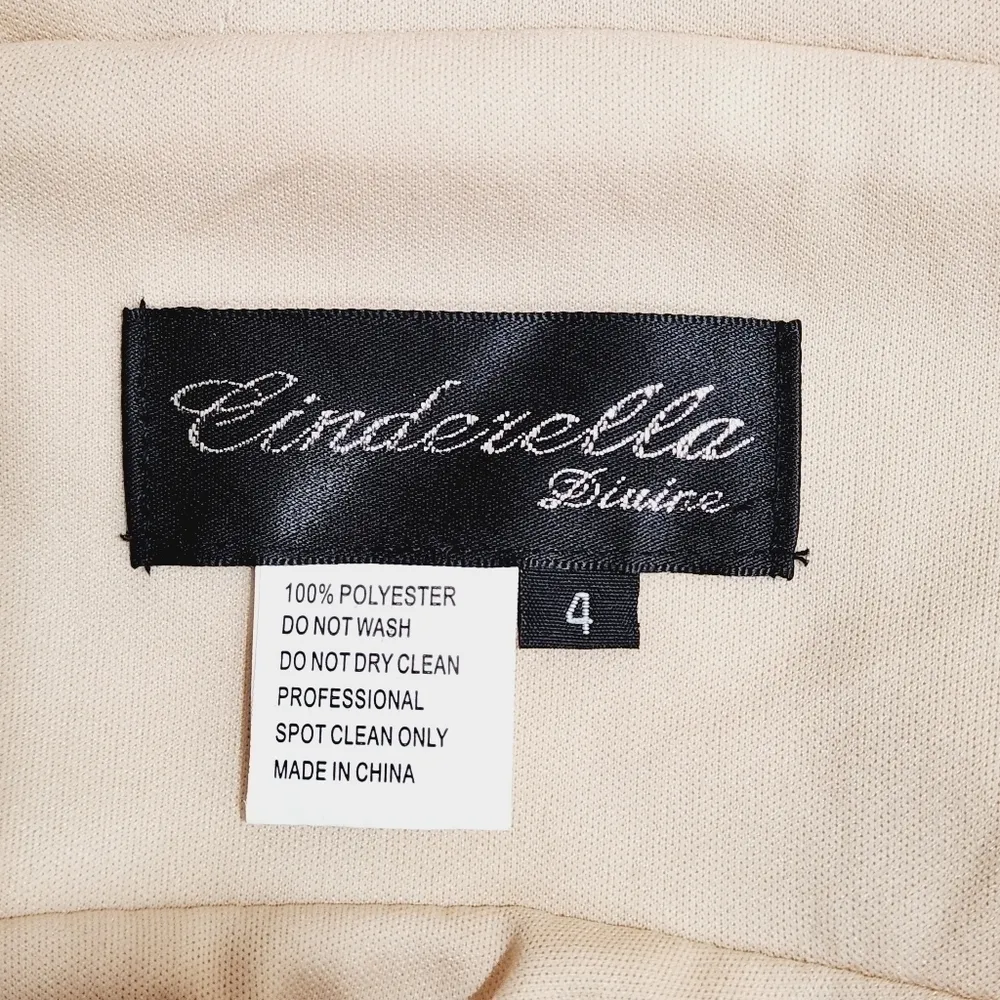 Cinderella
Divine
100% POLYESTER
DO NOT WASH
DO NOT DRY CLEAN
PROFESSIONAL
SPOT CLEAN ONLY
MADE IN CHINA
4